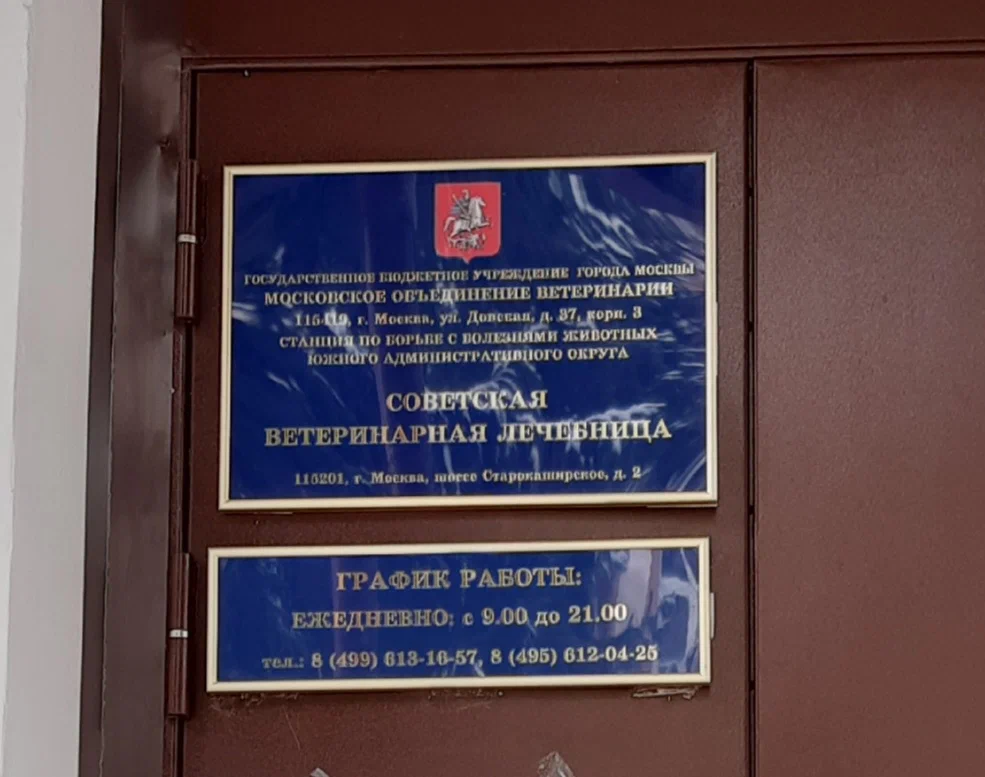 ГОСУДАРСТВЕННОЕ БЮДЖЕТНОЕ УЧРЕЖДЕНИЕ ГОРОДА МОСКВЫ
МОСКОВСКОЕ ОБЪЕДИНЕНИЕ ВЕТЕРИНАРИИ
115419, г. Москва, ул. Донская, д. 37, корп. 3
СТАНЦИЯ ПО БОРЬБЕ С БОЛЕЗНЯМИ ЖИВОТНЫХ
ЮЖНОГО АДМИНИСТРАТИВНОГО ОКРУГА
СОВЕТСКАЯ
ВЕТЕРИНАРНАЯ ЛЕЧЕБНИЦА
115201, г. Москва, шоссе Старокаширское, д. 2
ГРАФИК РАБОТЫ:
ЕЖЕДНЕВНО: с 9.00 до 21.00
тел.: 8 (499) 613-16-57, 8 (495) 612-04-25